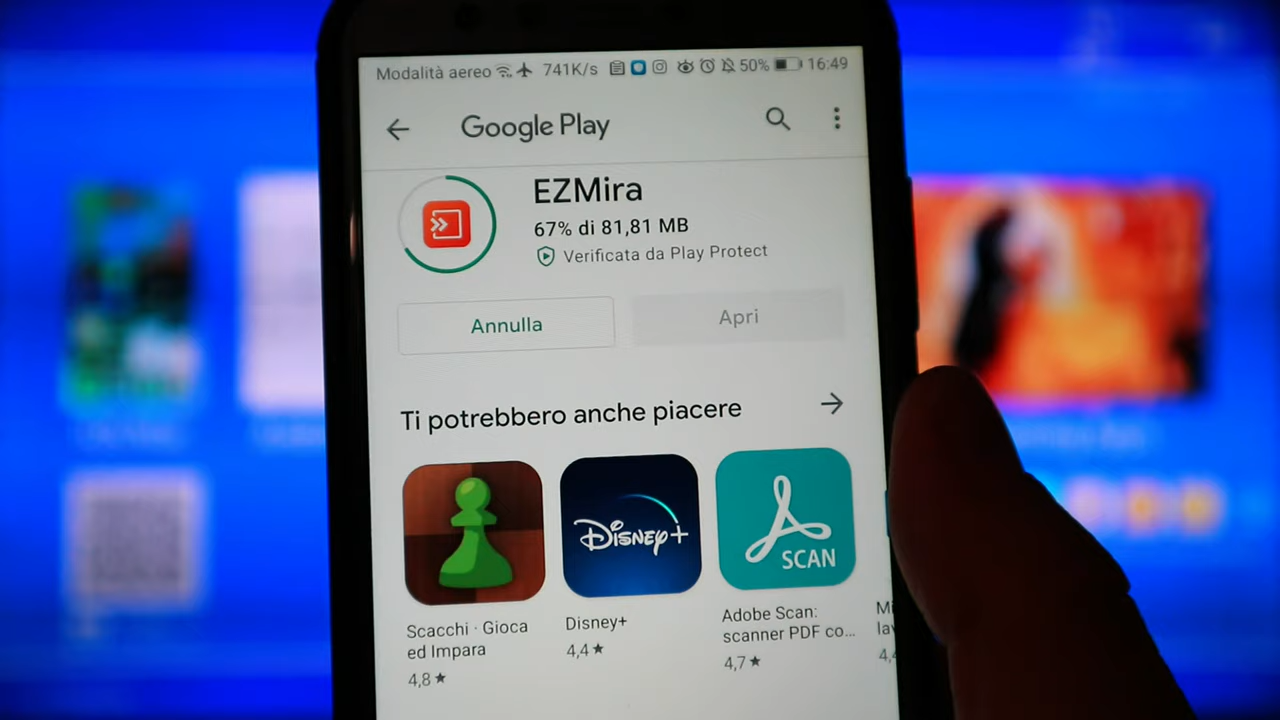 Modalità aereo 741K/s 50% 16:49
Google Play
EZMira
67% di 81,81 MB
Verificata da Play Protect
Annulla
Apri
Ti potrebbero anche piacere
Disney+
SCAN
Scacchi · Gioca
ed Impara
4,8★
Disney+
4,4★
Adobe Scan:
scanner PDF co...
4,7★